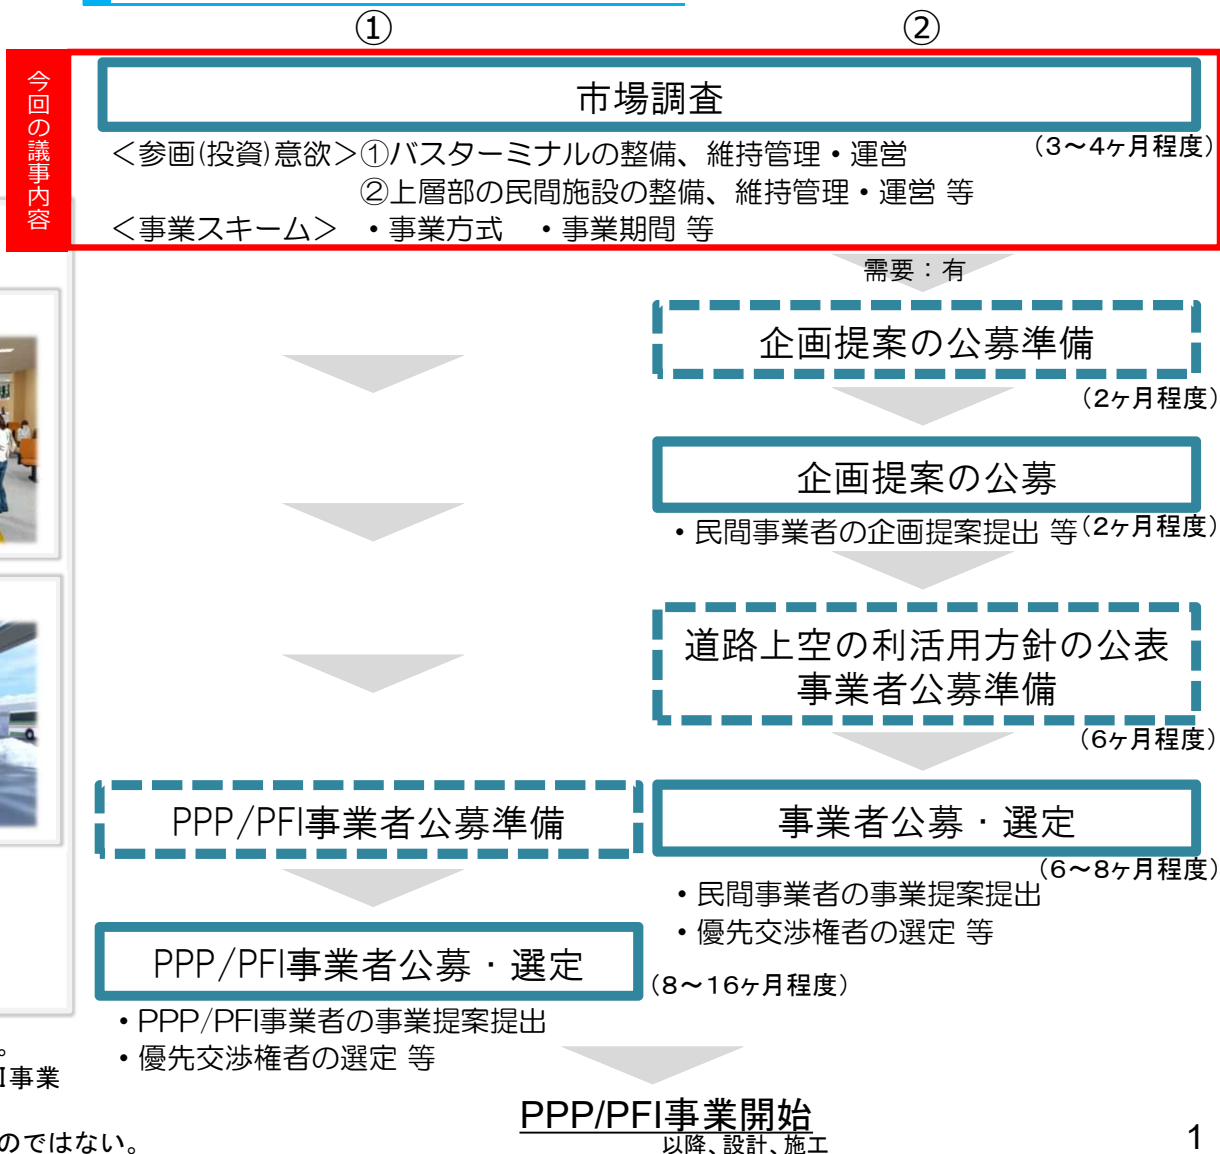 ① ②
今回の議事内容
市場調査
（3～4ヶ月程度）
＜参画(投資)意欲＞①バスターミナルの整備、維持管理・運営
②上層部の民間施設の整備、維持管理・運営 等
＜事業スキーム＞ ・事業方式 ・事業期間 等
需要：有
企画提案の公募準備
（2ヶ月程度）
企画提案の公募
・民間事業者の企画提案提出 等（2ヶ月程度）
道路上空の利活用方針の公表
事業者公募準備
（6ヶ月程度）
PPP/PFI事業者公募準備
事業者公募・選定
（6～8ヶ月程度）
・民間事業者の事業提案提出
・優先交渉権者の選定 等
PPP/PFI事業者公募・選定
（8～16ヶ月程度）
・PPP/PFI事業者の事業提案提出
・優先交渉権者の選定 等
。
I事業
のではない。
PPP/PFI事業開始
以降、設計、施工
1